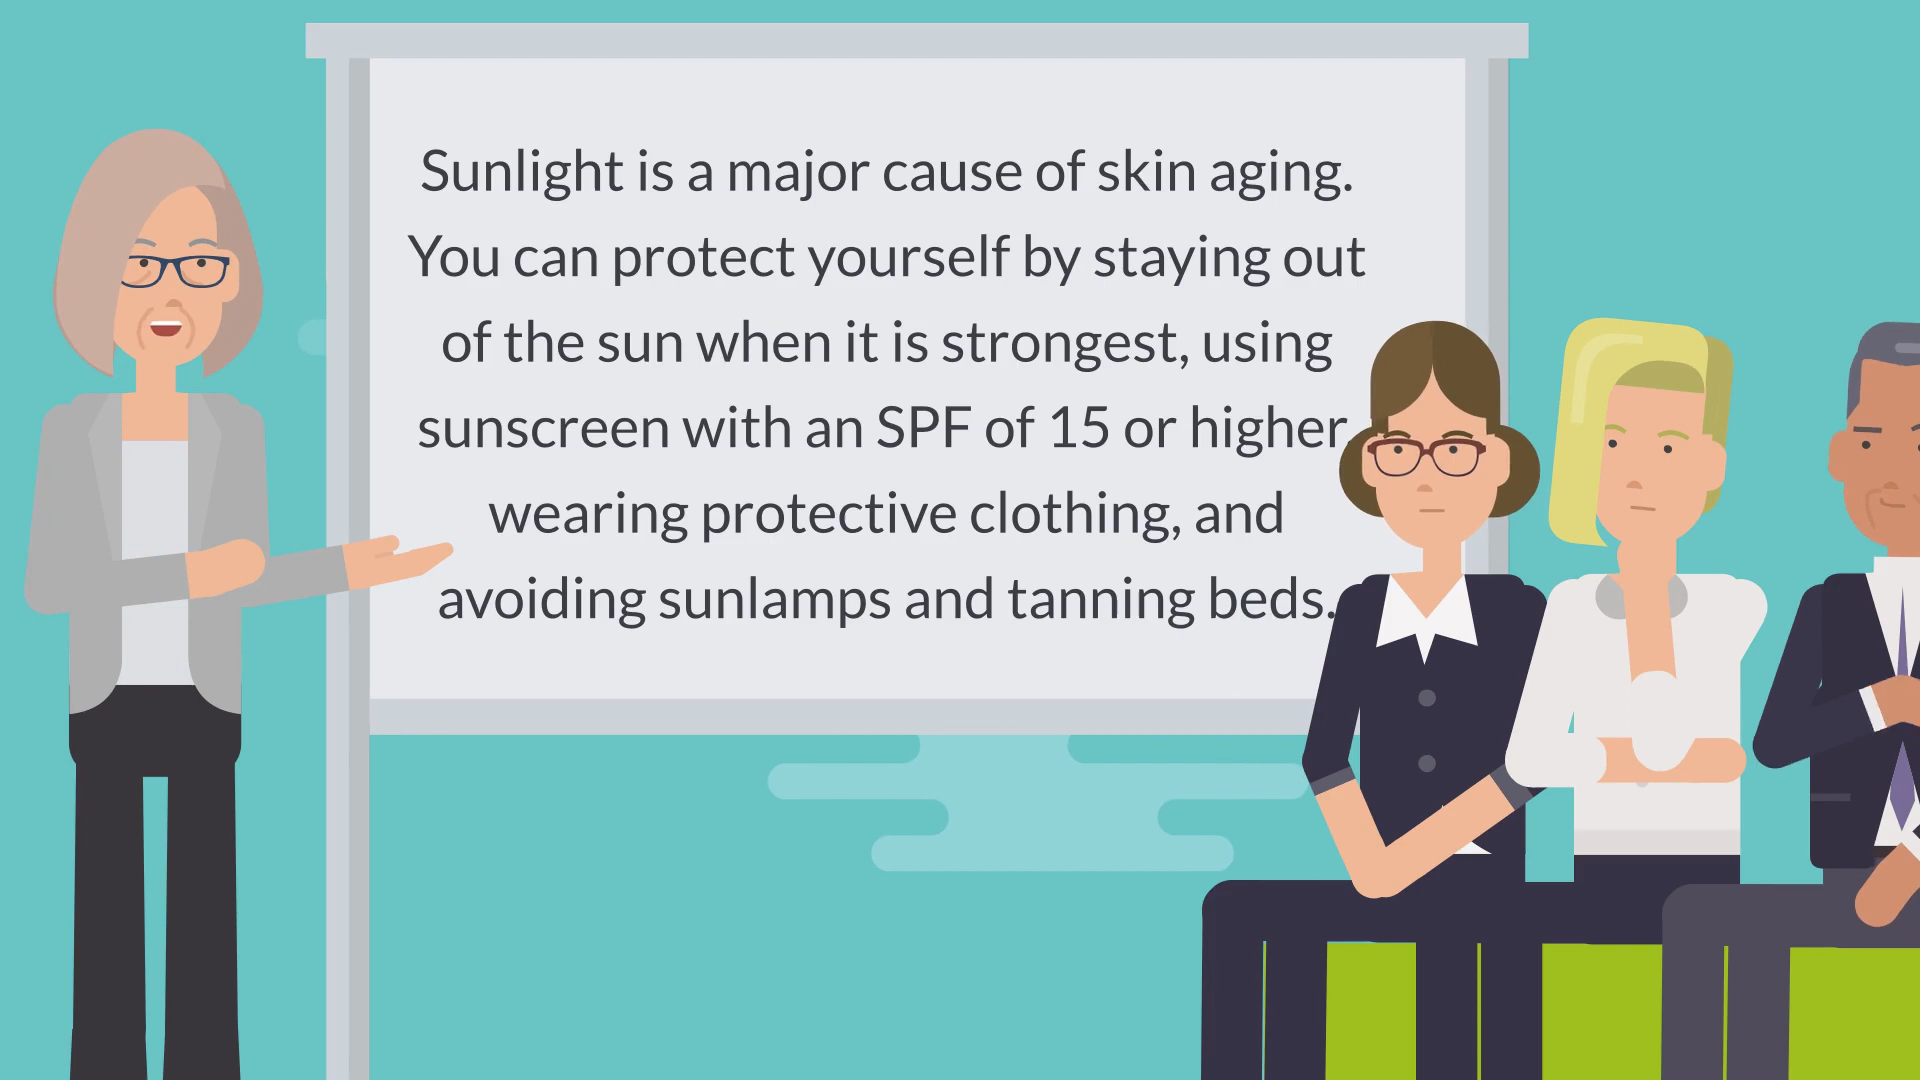 Sunlight is a major cause of skin aging.
You can protect yourself by staying out
of the sun when it is strongest, using
sunscreen with an SPF of 15 or higher,
wearing protective clothing, and
avoiding sunlamps and tanning beds.